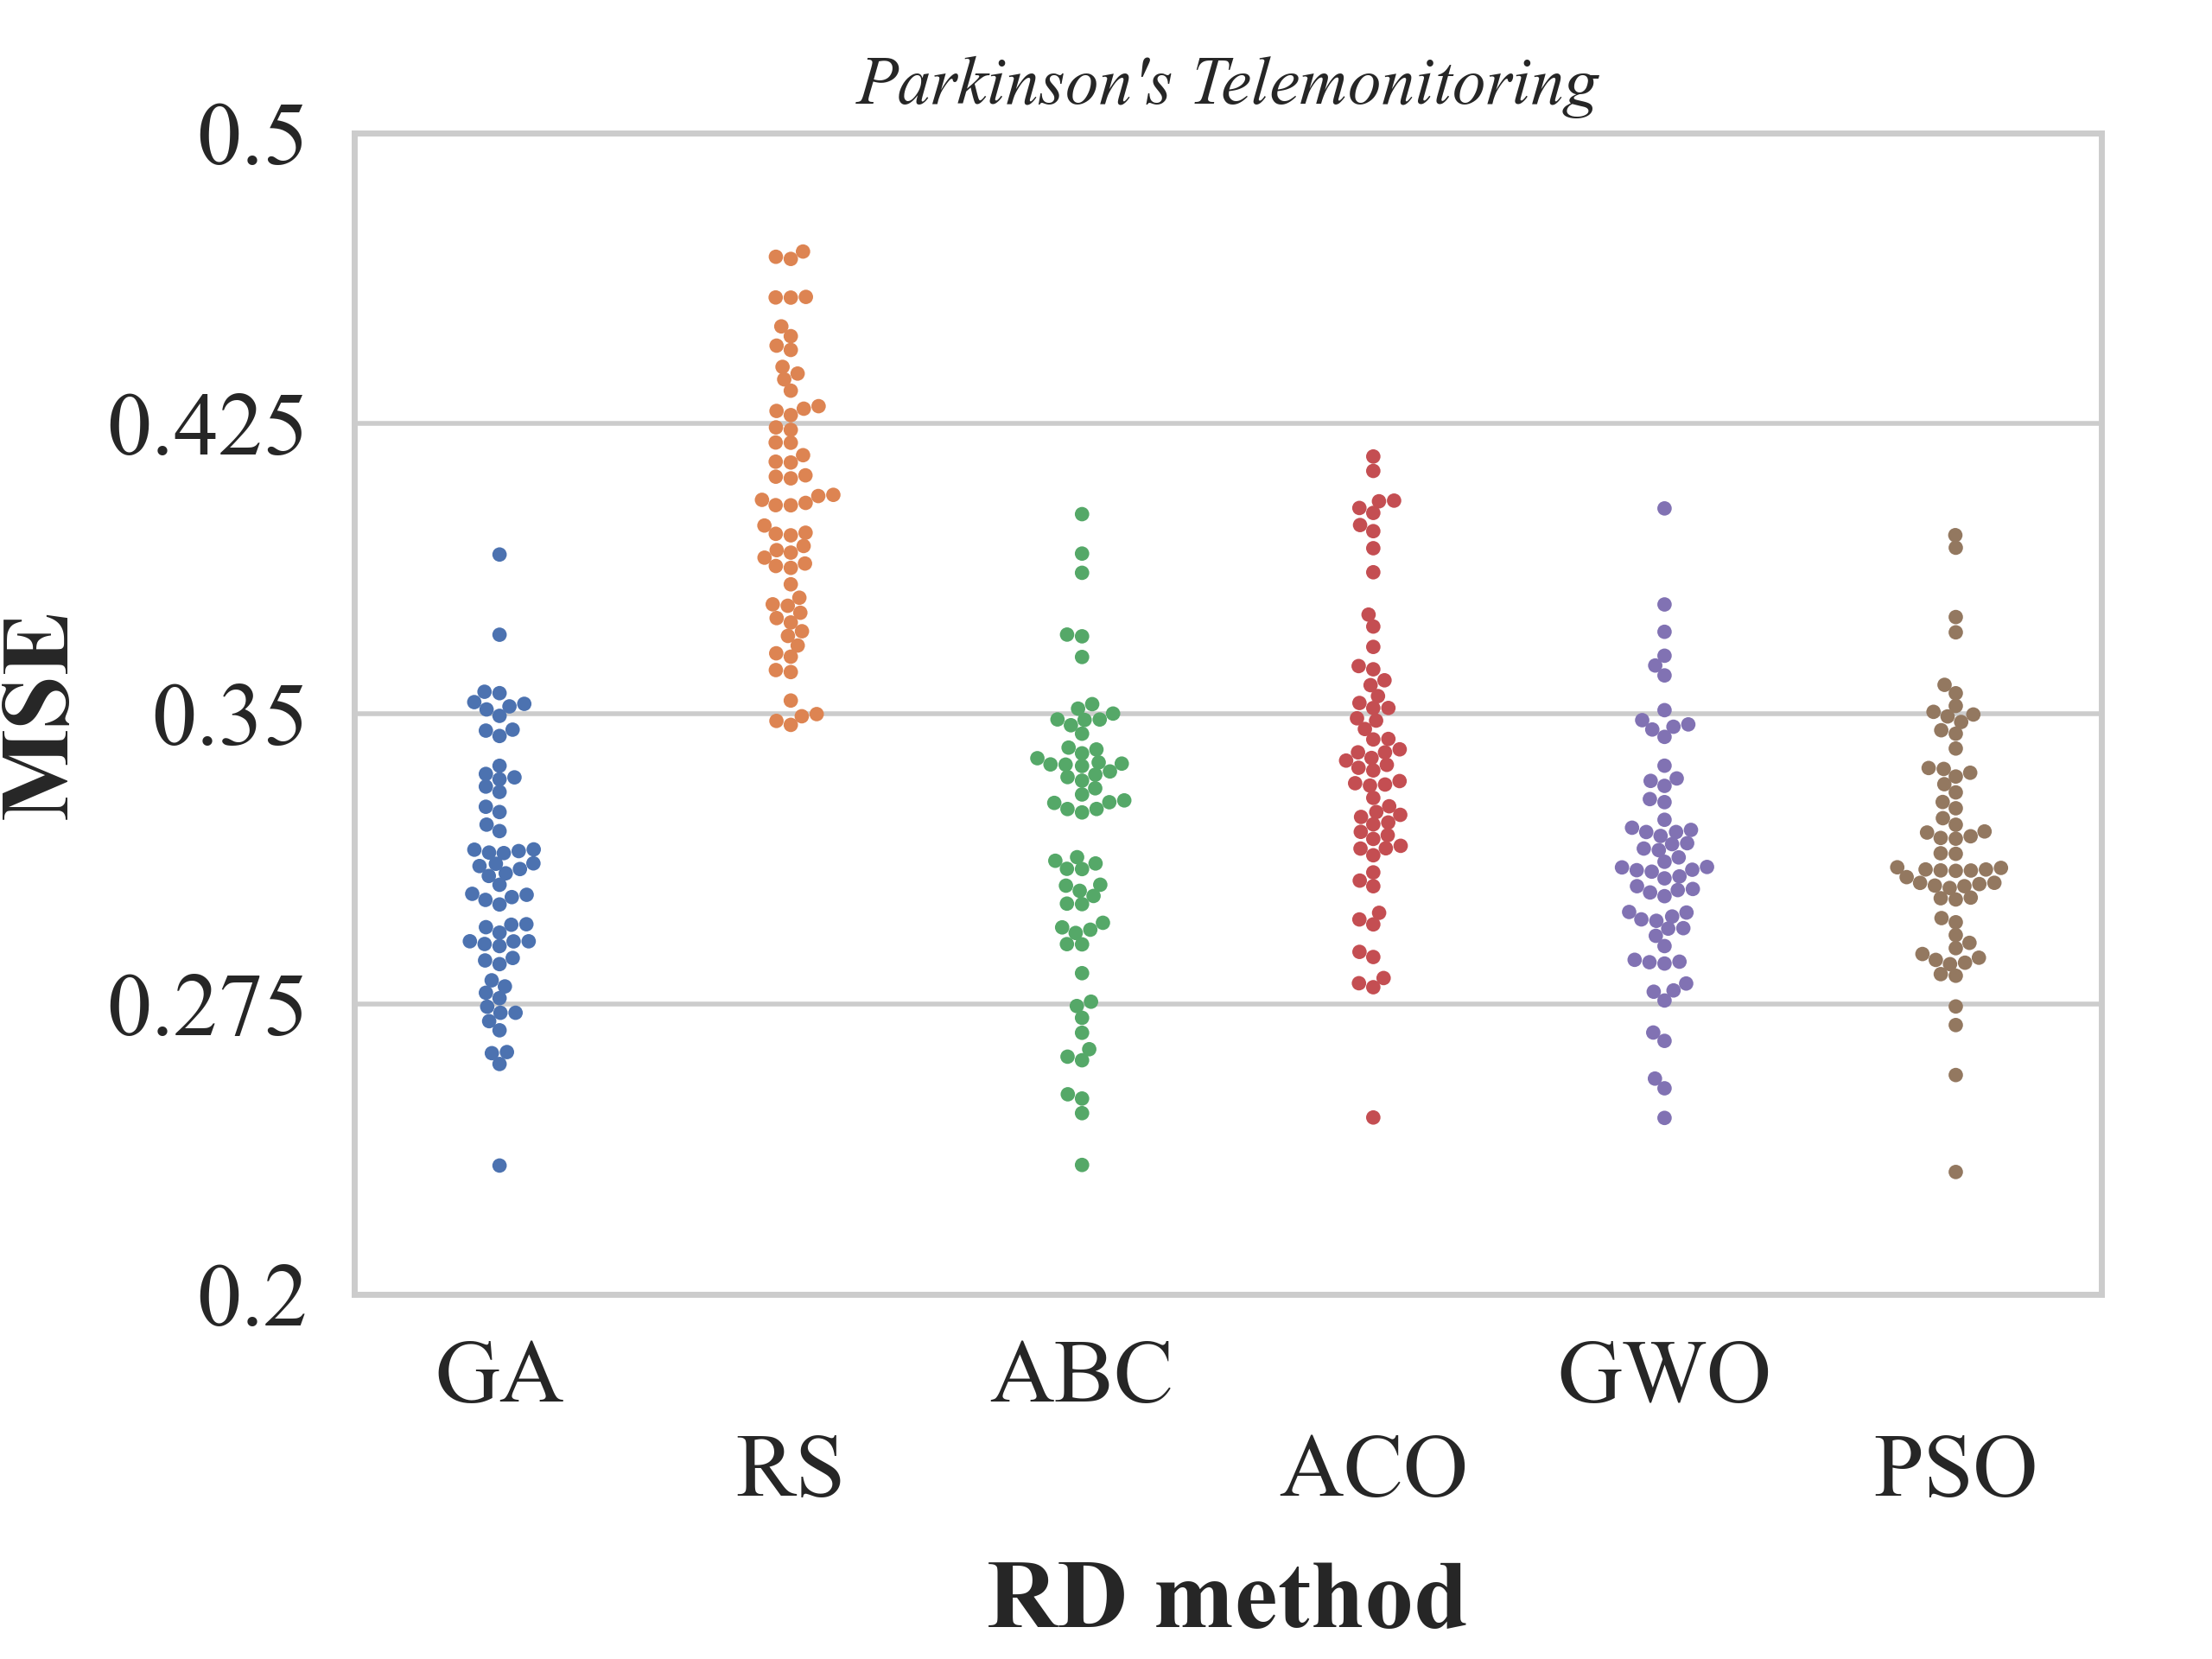 Parkinson's Telemonitoring
0.5
0.425
0.35
0.275
0.2
MSE
GA
ABC
GWO
RS
ACO
PSO
RD method